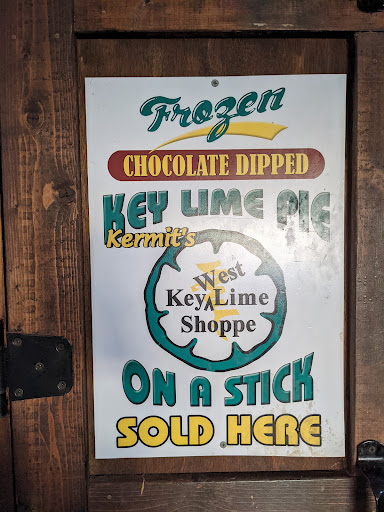 Frozen
CHOCOLATE DIPPED
KEY LIME PIE
Kermit's
West
Key Lime
Shoppe
ON A STICK
SOLD HERE